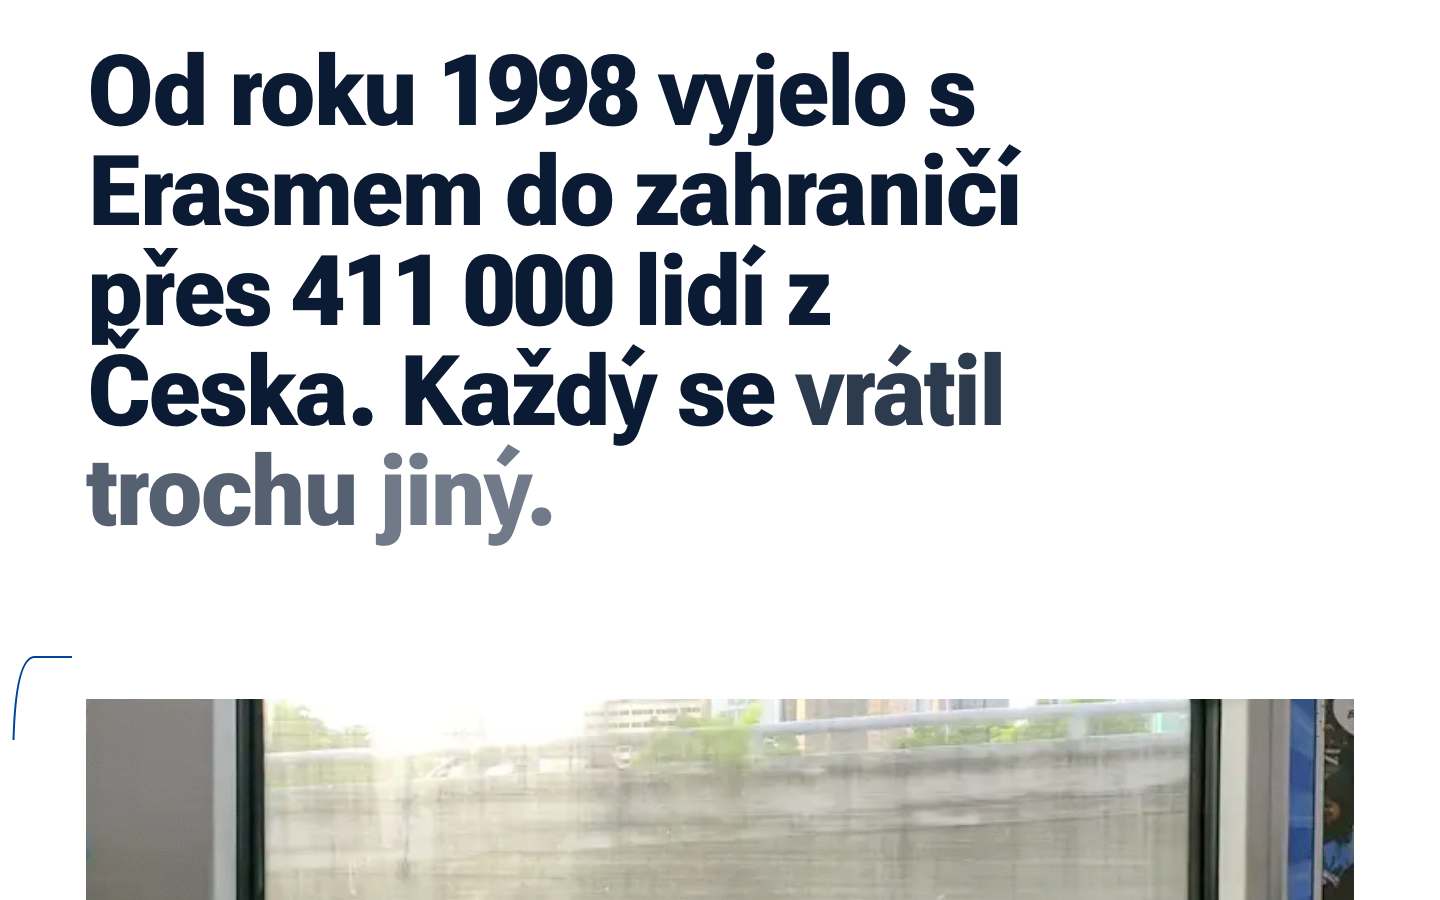 Od roku 1998 vyjelo s
Erasmem do zahraničí
přes 411 000 lidí z
Česka. Každý se vrátil
trochu jiný.